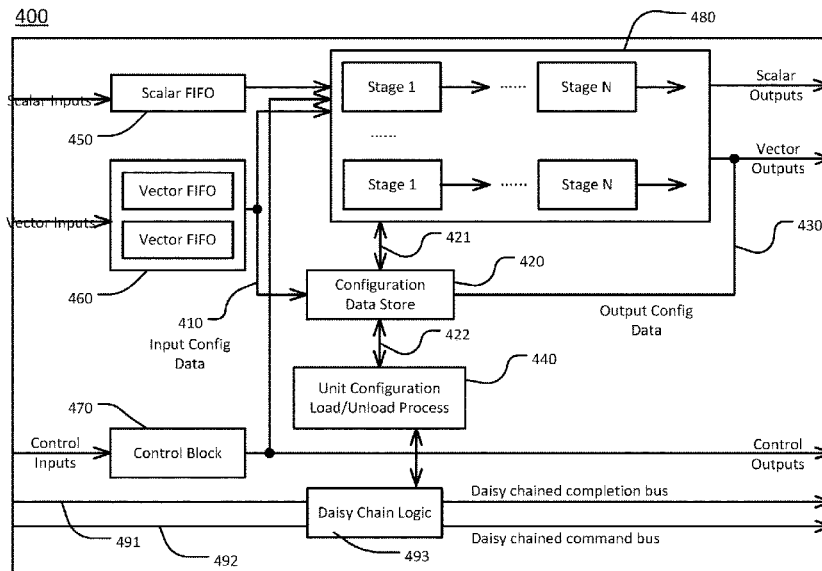 400
480
Scalar Inputs
Scalar FIFO
450
Stage 1
......
Stage N
Scalar
Outputs
......
Vector
Outputs
Vector Inputs
Vector FIFO
Vector FIFO
460
Stage 1
......
Stage N
421
430
410
Input Config
Data
Configuration
Data Store
420
Output Config
Data
422
440
Unit Configuration
Load/Unload Process
470
Control
Inputs
Control Block
Control
Outputs
Daisy chained completion bus
Daisy Chain Logic
Daisy chained command bus
491
492
493